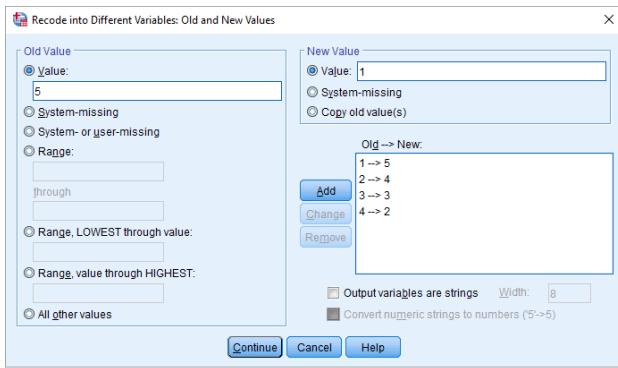 Recode into Different Variables: Old and New Values
Old Value
Value:
5
System-missing
System- or user-missing
Range:
through
Range, LOWEST through value:
Range, value through HIGHEST:
All other values
New Value
Value: 1
System-missing
Copy old value(s)
Old --> New:
1 --> 5
2 --> 4
3 --> 3
4 --> 2
Add
Change
Remove
Output variables are strings Width: 8
Convert numeric strings to numbers ('5'->5)
Continue Cancel Help